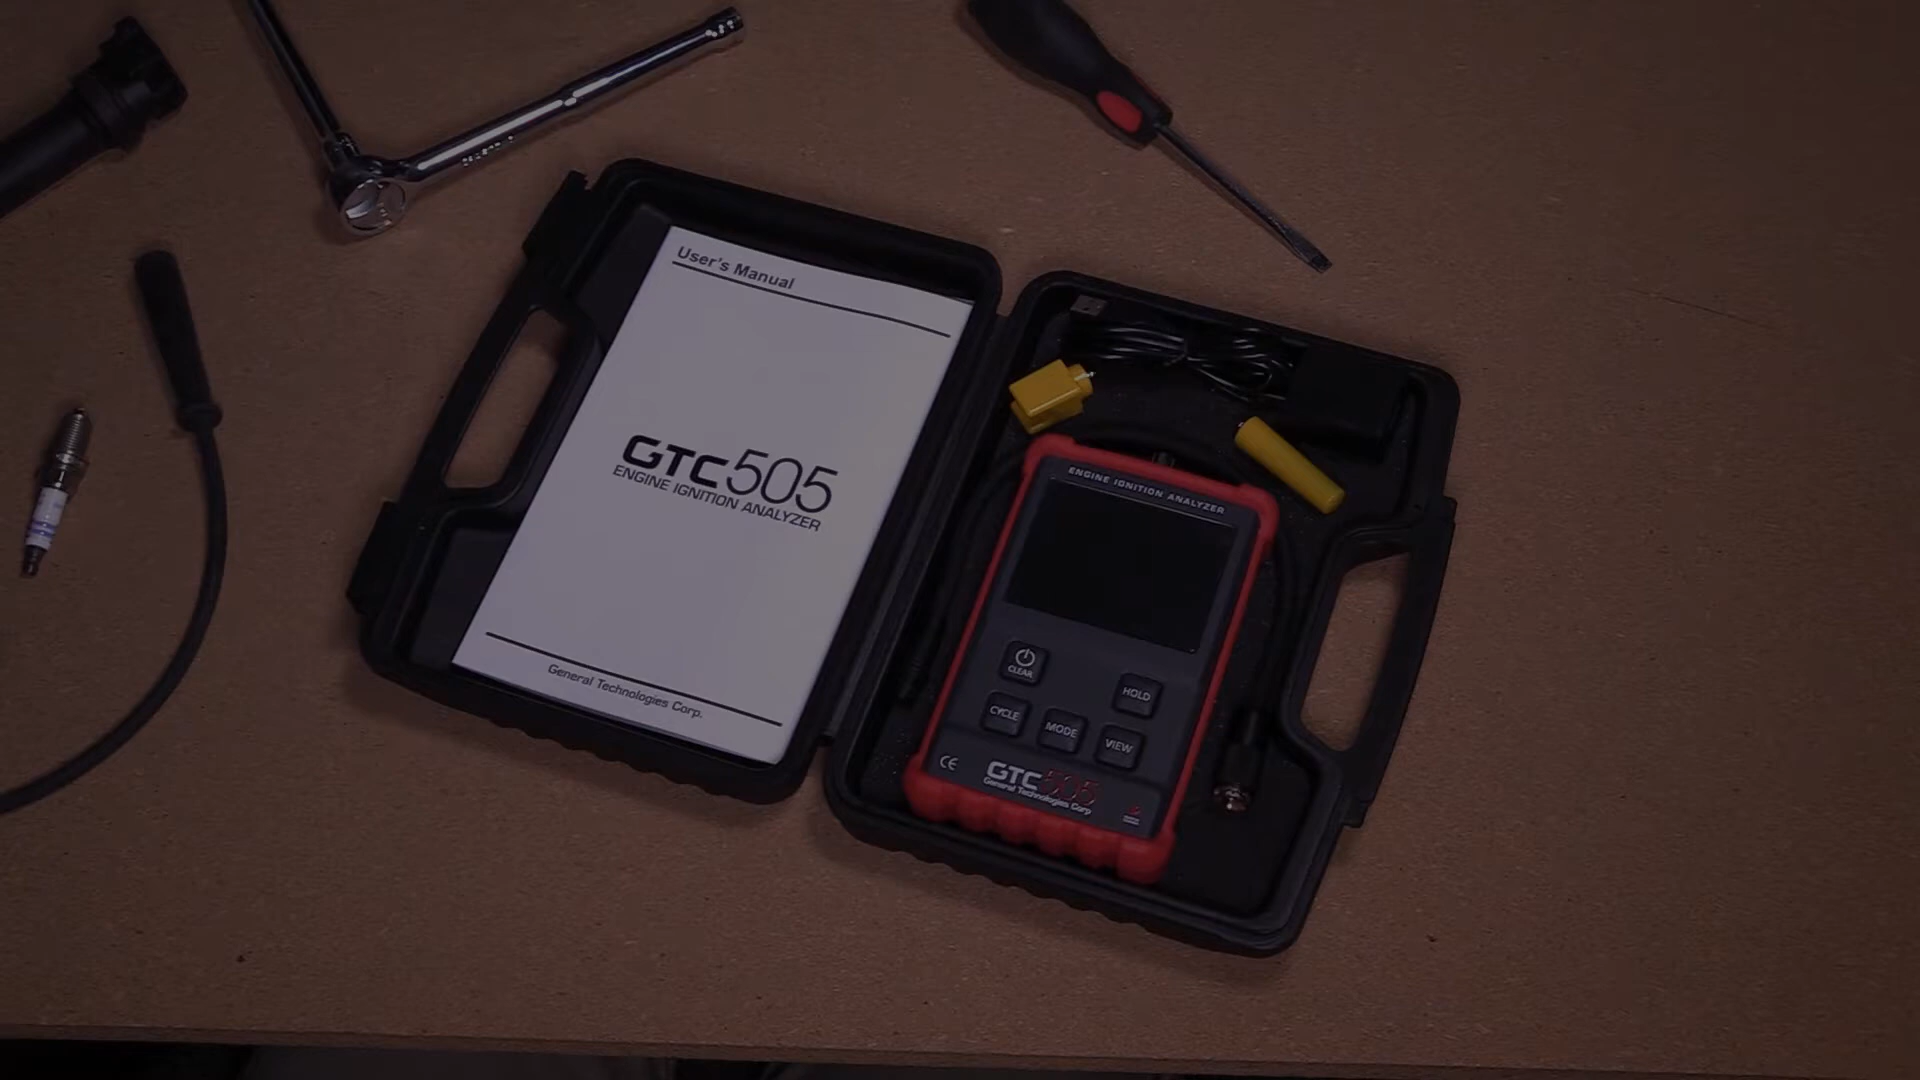 User's Manual
GTC505
ENGINE IGNITION ANALYZER
General Technologies Corp.
ENGINE IGNITION ANALYZER
CLEAR
HOLD
CYCLE
MODE
VIEW
CE
GTC505
General Technologies Corp